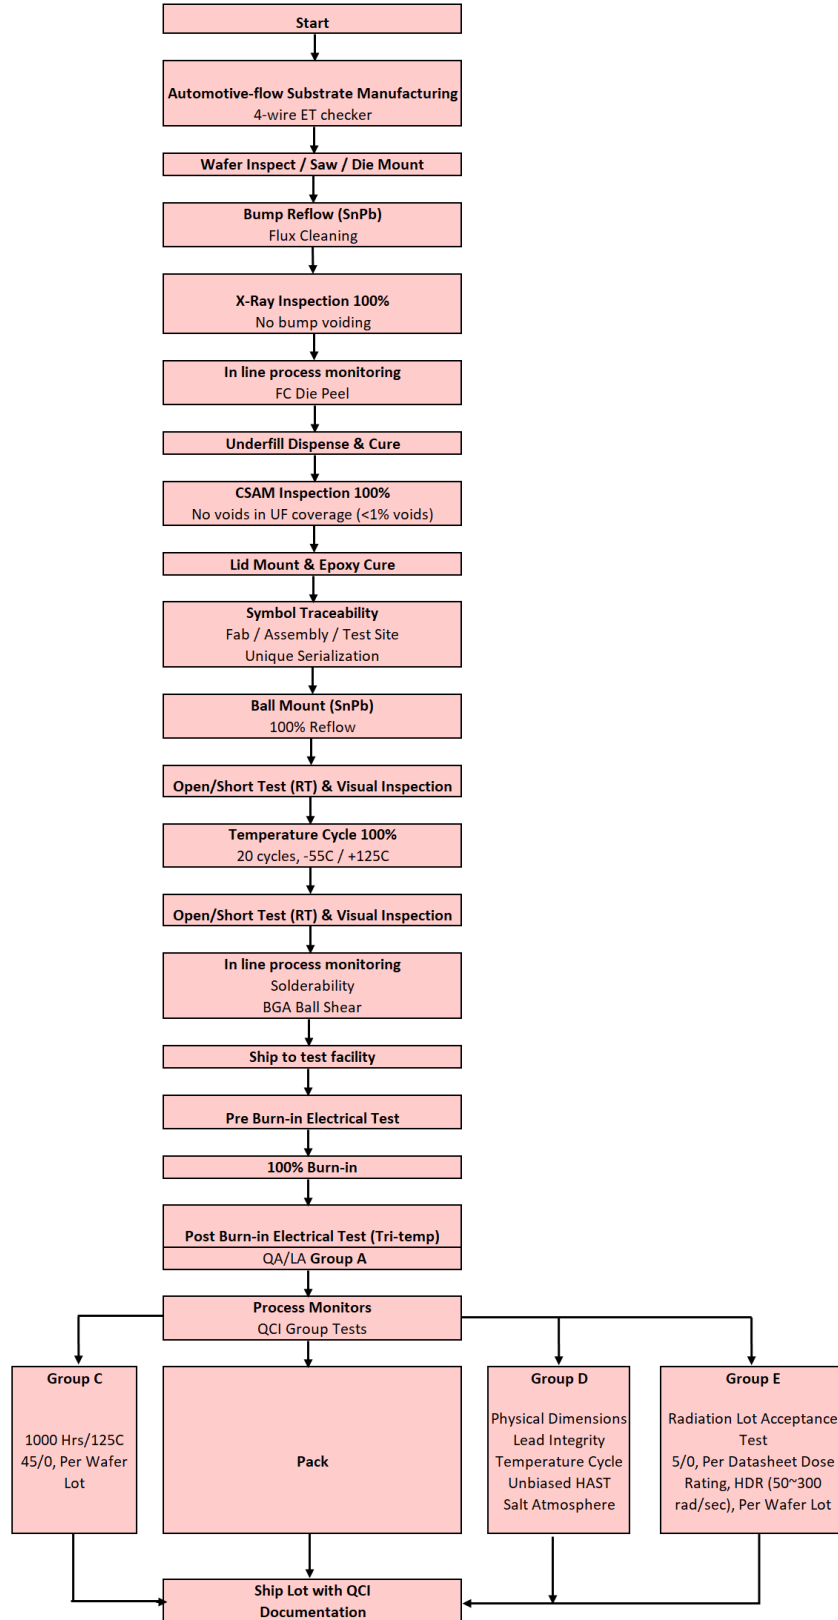 Start
Automotive-flow Substrate Manufacturing
4-wire ET checker
Wafer Inspect / Saw / Die Mount
Bump Reflow (SnPb)
Flux Cleaning
X-Ray Inspection 100%
No bump voiding
In line process monitoring
FC Die Peel
Underfill Dispense & Cure
CSAM Inspection 100%
No voids in UF coverage (<1% voids)
Lid Mount & Epoxy Cure
Symbol Traceability
Fab / Assembly / Test Site
Unique Serialization
Ball Mount (SnPb)
100% Reflow
Open/Short Test (RT) & Visual Inspection
Temperature Cycle 100%
20 cycles, -55C / +125C
Open/Short Test (RT) & Visual Inspection
In line process monitoring
Solderability
BGA Ball Shear
Ship to test facility
Pre Burn-in Electrical Test
100% Burn-in
Post Burn-in Electrical Test (Tri-temp)
QA/LA Group A
Process Monitors
QCI Group Tests
Group C
1000 Hrs/125C
45/0, Per Wafer
Lot
Pack
Group D
Physical Dimensions
Lead Integrity
Temperature Cycle
Unbiased HAST
Salt Atmosphere
Group E
Radiation Lot Acceptance
Test
5/0, Per Datasheet Dose
Rating, HDR (50~300
rad/sec), Per Wafer Lot
Ship Lot with QCI
Documentation